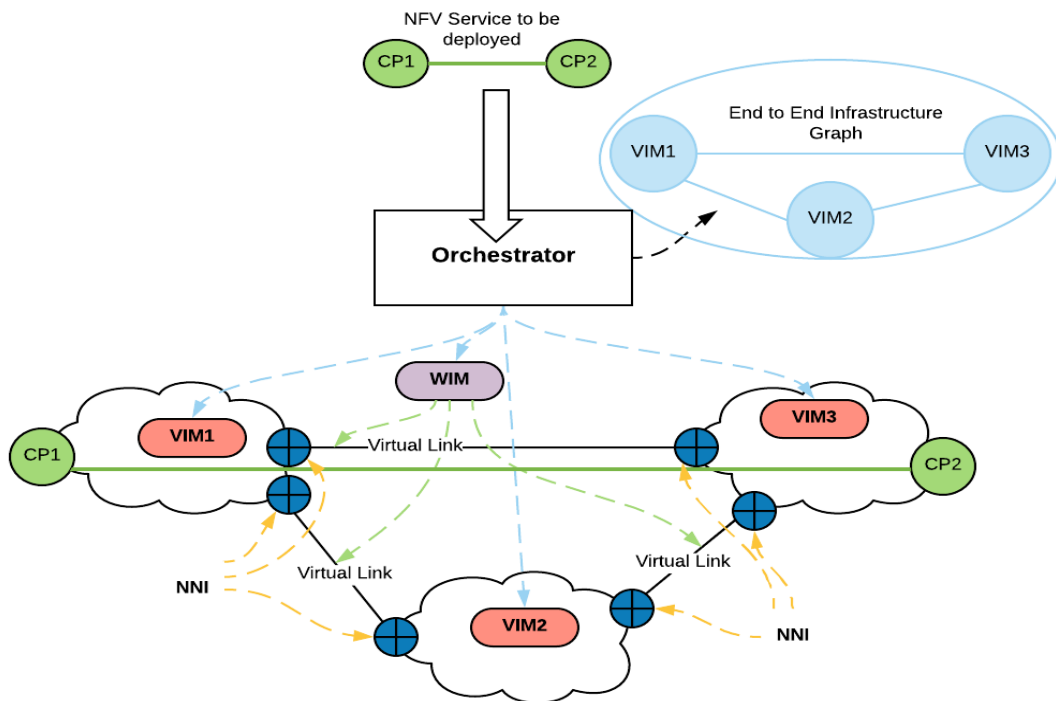 NFV Service to be
deployed
CP1
CP2
End to End Infrastructure
Graph
VIM1
VIM3
VIM2
Orchestrator
WIM
VIM1
VIM3
Virtual Link
CP1
CP2
Virtual Link
Virtual Link
NNI
VIM2
NNI